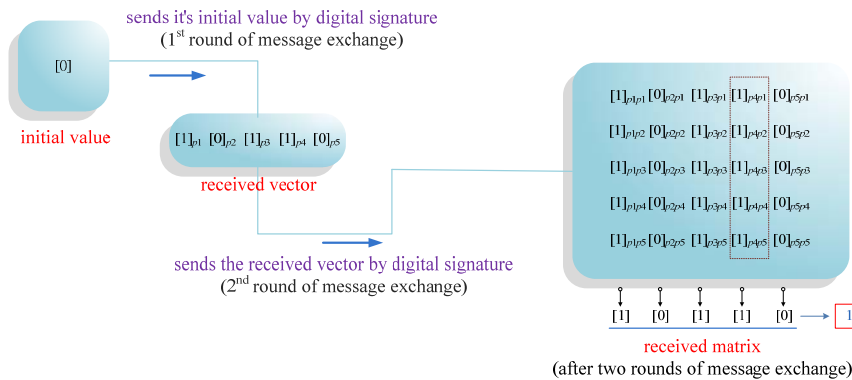 sends it's initial value by digital signature
(1st round of message exchange)
[0]
initial value
[1]p1 [0]p2 [1]p3 [1]p4 [0]p5
received vector
sends the received vector by digital signature
(2nd round of message exchange)
[1]p1p1 [0]p2p1 [1]p3p1 [1]p4p1 [0]p5p1
[1]p1p2 [0]p2p2 [1]p3p2 [1]p4p2 [0]p5p2
[1]p1p3 [0]p2p3 [1]p3p3 [1]p4p3 [0]p5p3
[1]p1p4 [0]p2p4 [1]p3p4 [1]p4p4 [0]p5p4
[1]p1p5 [0]p2p5 [1]p3p5 [1]p4p5 [0]p5p5
[1] [0] [1] [1] [0] 1
received matrix
(after two rounds of message exchange)